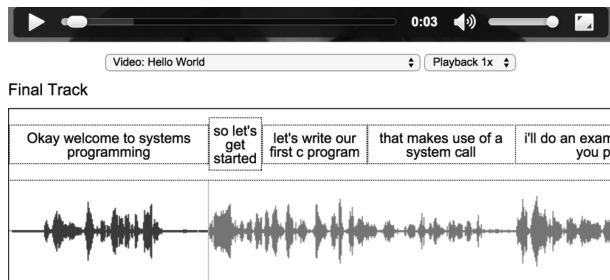 0:03
Video: Hello World
Playback 1x
Final Track
Okay welcome to systems
programming
so let's
get
started
let's write our
first c program
that makes use of a
system call
i'll do an exam
you p